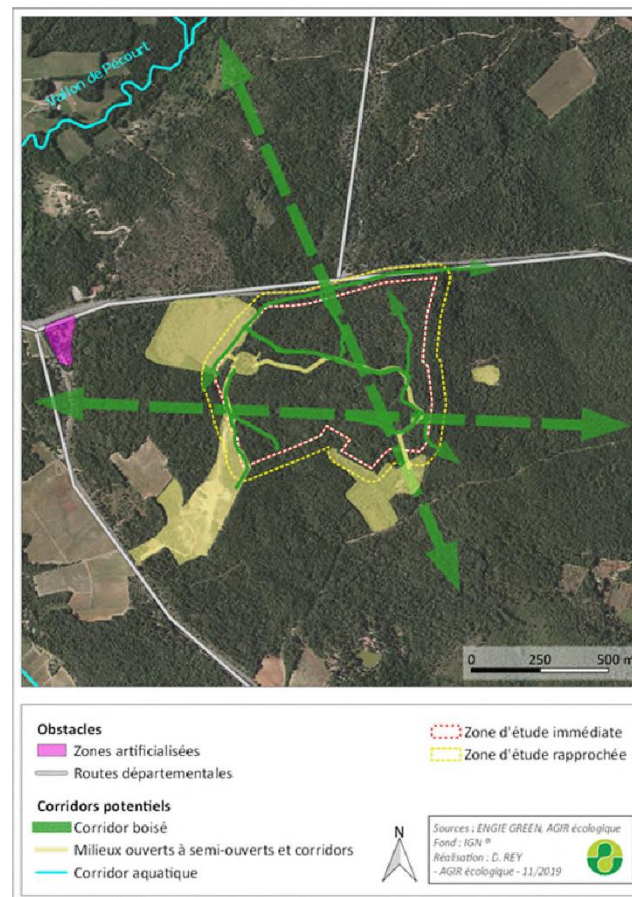 Vallon de Pécourt
0 250 500 m
Obstacles
Zones artificialisées
Routes départementales
Corridors potentiels
Corridor boisé
Milieux ouverts à semi-ouverts et corridors
Corridor aquatique
Zone d'étude immédiate
Zone d'étude rapprochée
N
Sources : ENGIE GREEN, AGIR écologique
Fond : IGN ®
Réalisation : D. REY
- AGIR écologique - 11/2019